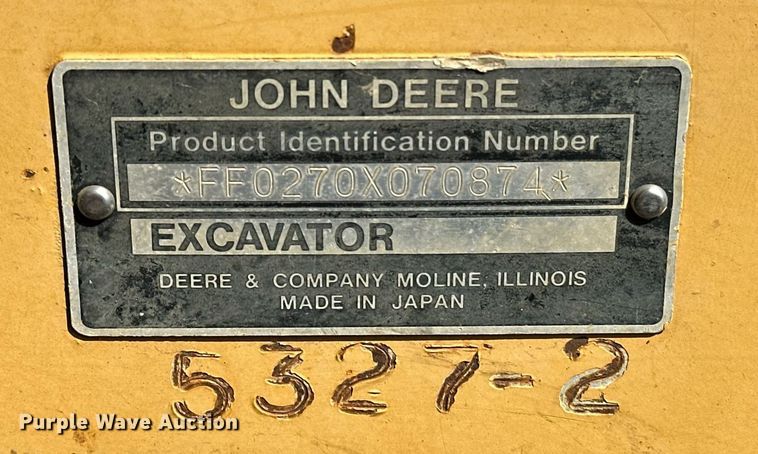 JOHN DEERE
Product Identification Number
*FF0270X070874*
EXCAVATOR
DEERE & COMPANY MOLINE, ILLINOIS
MADE IN JAPAN
5327-2
Purple Wave Auction